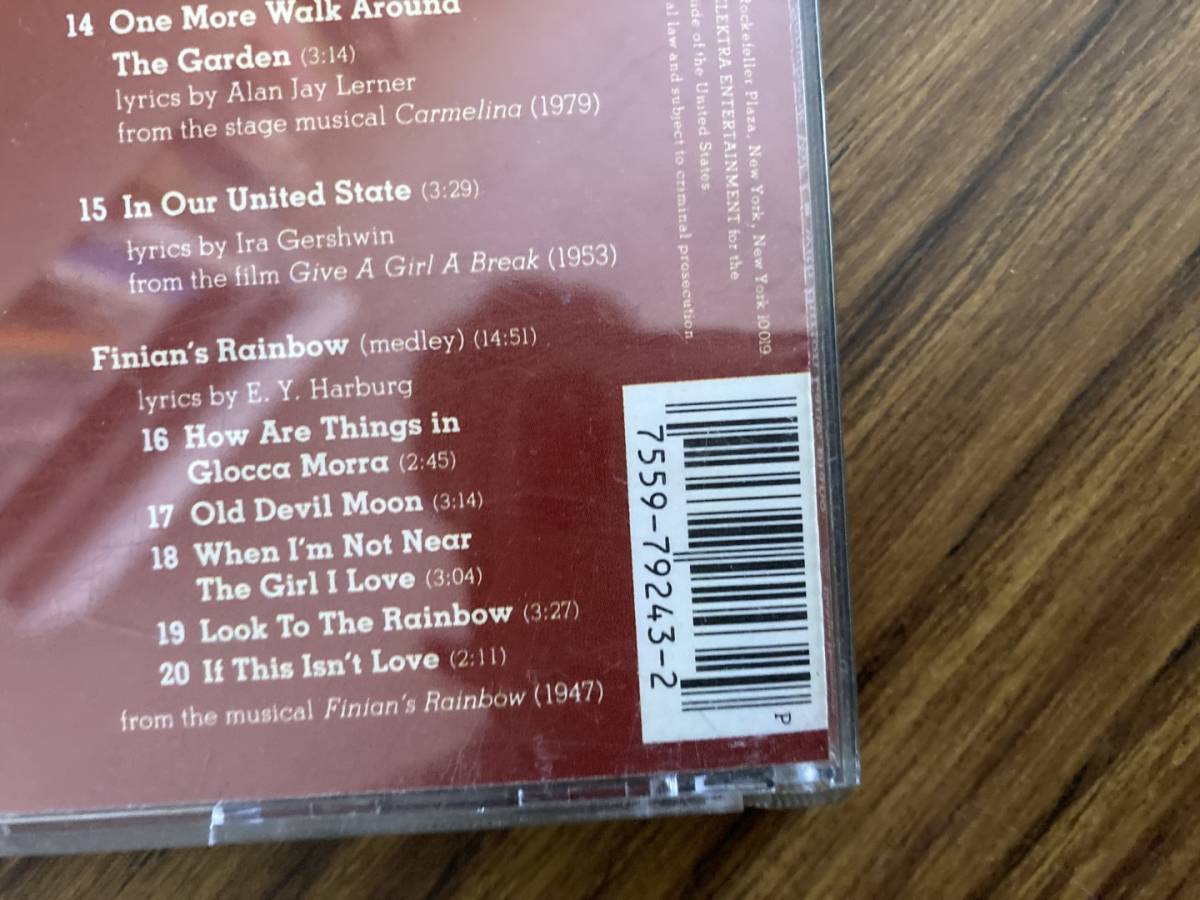 14 One More Walk Around
The Garden (3:14)
lyrics by Alan Jay Lerner
from the stage musical Carmelina (1979)
15 In Our United State (3:29)
lyrics by Ira Gershwin
from the film Give A Girl A Break (1953)
Finian's Rainbow (medley) (14:51)
lyrics by E. Y. Harburg
16 How Are Things in
Glocca Morra (2:45)
17 Old Devil Moon (3:14)
18 When I'm Not Near
The Girl I Love (3:04)
19 Look To The Rainbow (3:27)
20 If This Isn't Love (2:11)
from the musical Finian's Rainbow (1947)
Rockefeller Plaza, New York, New York 10019.
ELEKTRA ENTERTAINMENT for the
of the United States.
law and subject to criminal prosecution
7559-79243-2
P